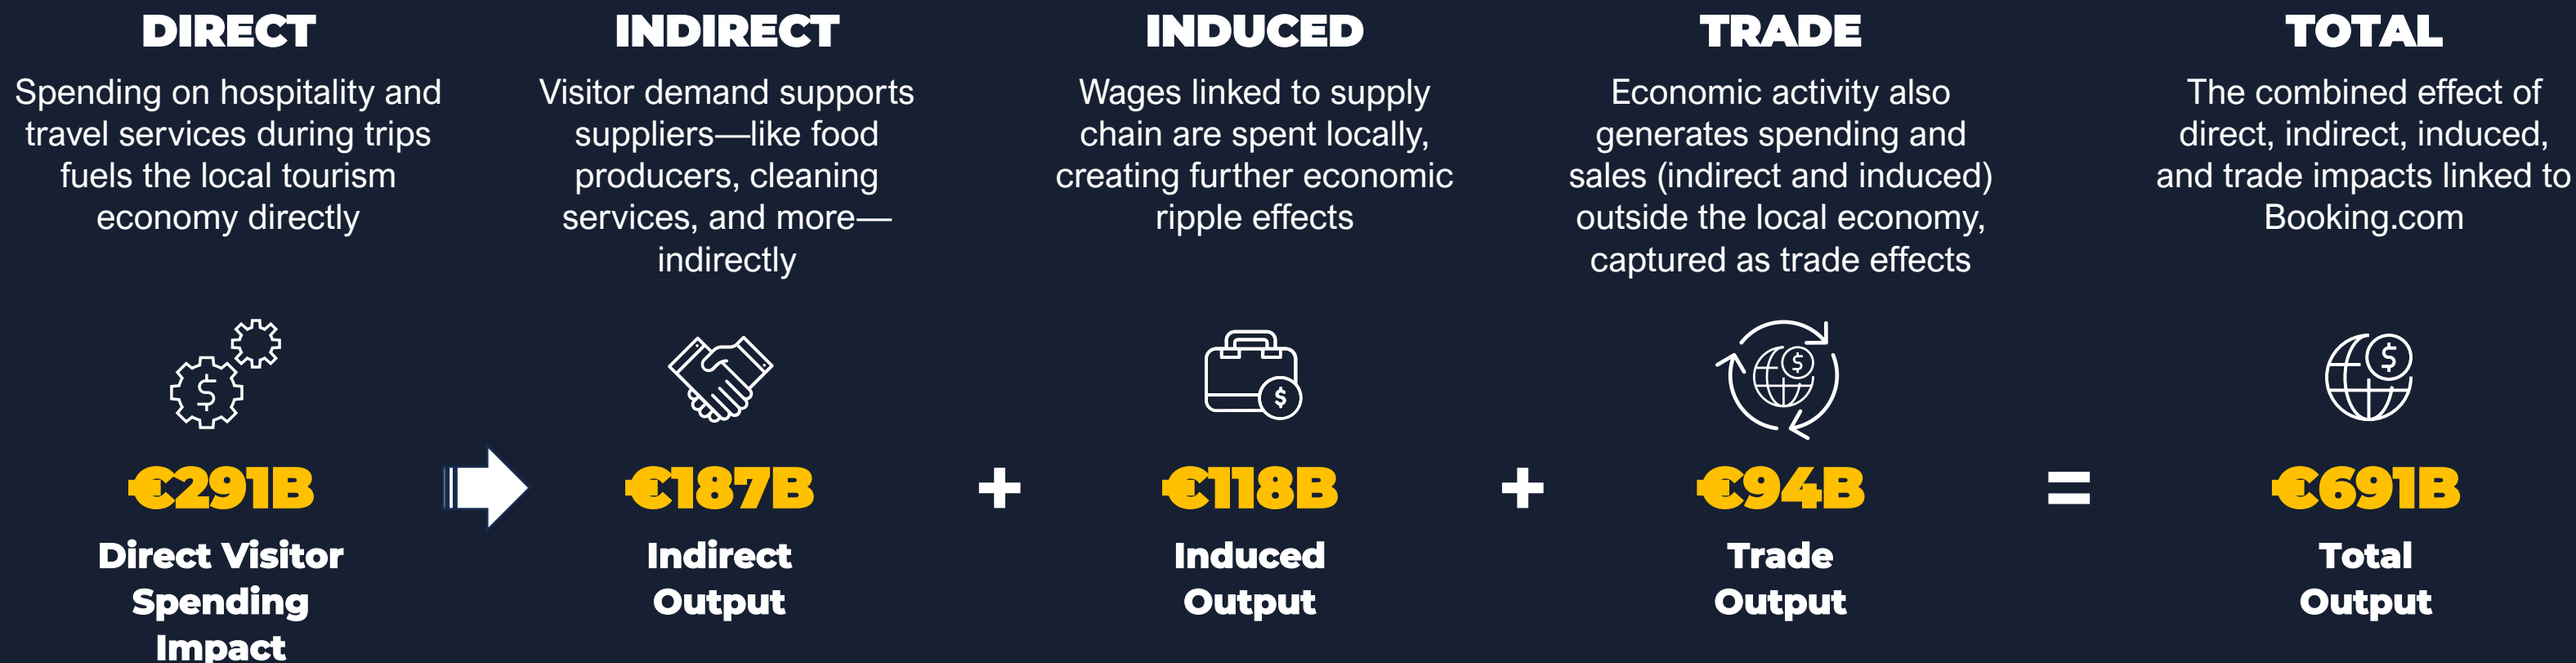 DIRECT
Spending on hospitality and
travel services during trips
fuels the local tourism
economy directly
€291B
Direct Visitor
Spending
Impact
INDIRECT
Visitor demand supports
suppliers—like food
producers, cleaning
services, and more—
indirectly
€187B
Indirect
Output
+
INDUCED
Wages linked to supply
chain are spent locally,
creating further economic
ripple effects
€118B
Induced
Output
+
TRADE
Economic activity also
generates spending and
sales (indirect and induced)
outside the local economy,
captured as trade effects
€94B
Trade
Output
=
TOTAL
The combined effect of
direct, indirect, induced,
and trade impacts linked to
Booking.com
€691B
Total
Output